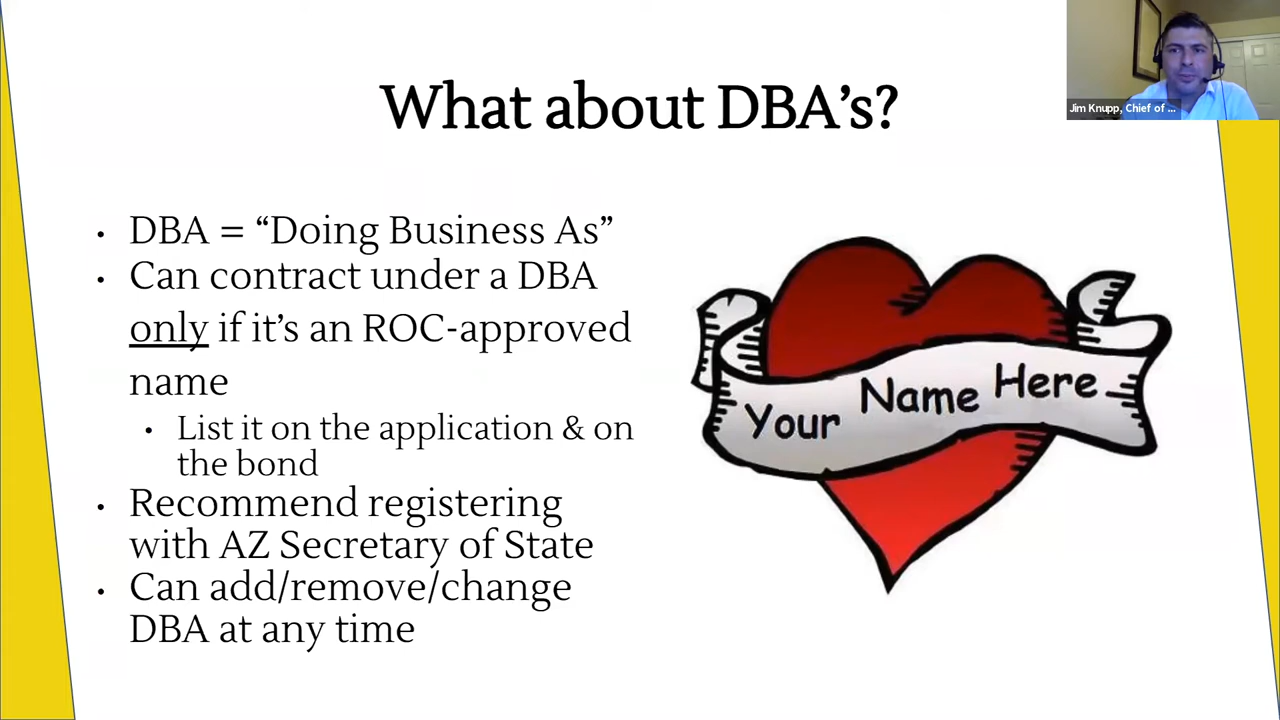 Jim Knupp, Chief of ...
What about DBA's?
• DBA = “Doing Business As”
• Can contract under a DBA
only if it's an ROC-approved
name
• List it on the application & on
the bond
• Recommend registering
with AZ Secretary of State
• Can add/remove/change
DBA at any time
Your Name Here